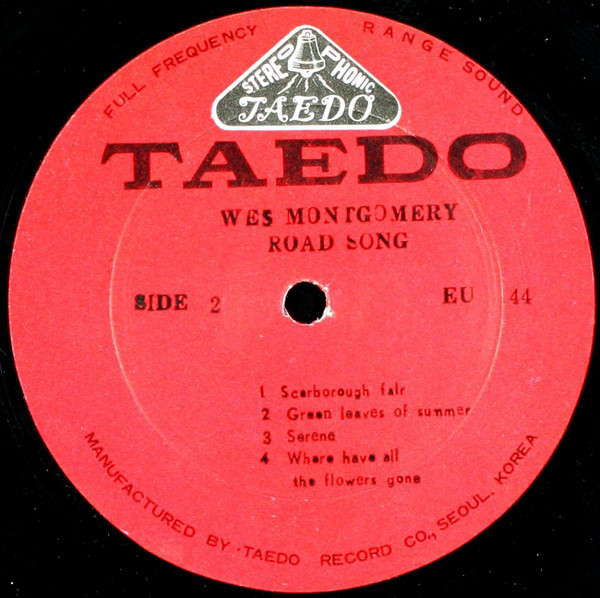 FULL FREQUENCY RANGE SOUND
STEREO PHONIC
TAEDO
TAEDO
WES MONTGOMERY
ROAD SONG
SIDE 2 EU 44
1 Scarborough fair
2 Green leaves of summer
3 Serene
4 Where have all
the flowers gone
MANUFACTURED BY · TAEDO RECORD CO., SEOUL. KOREA